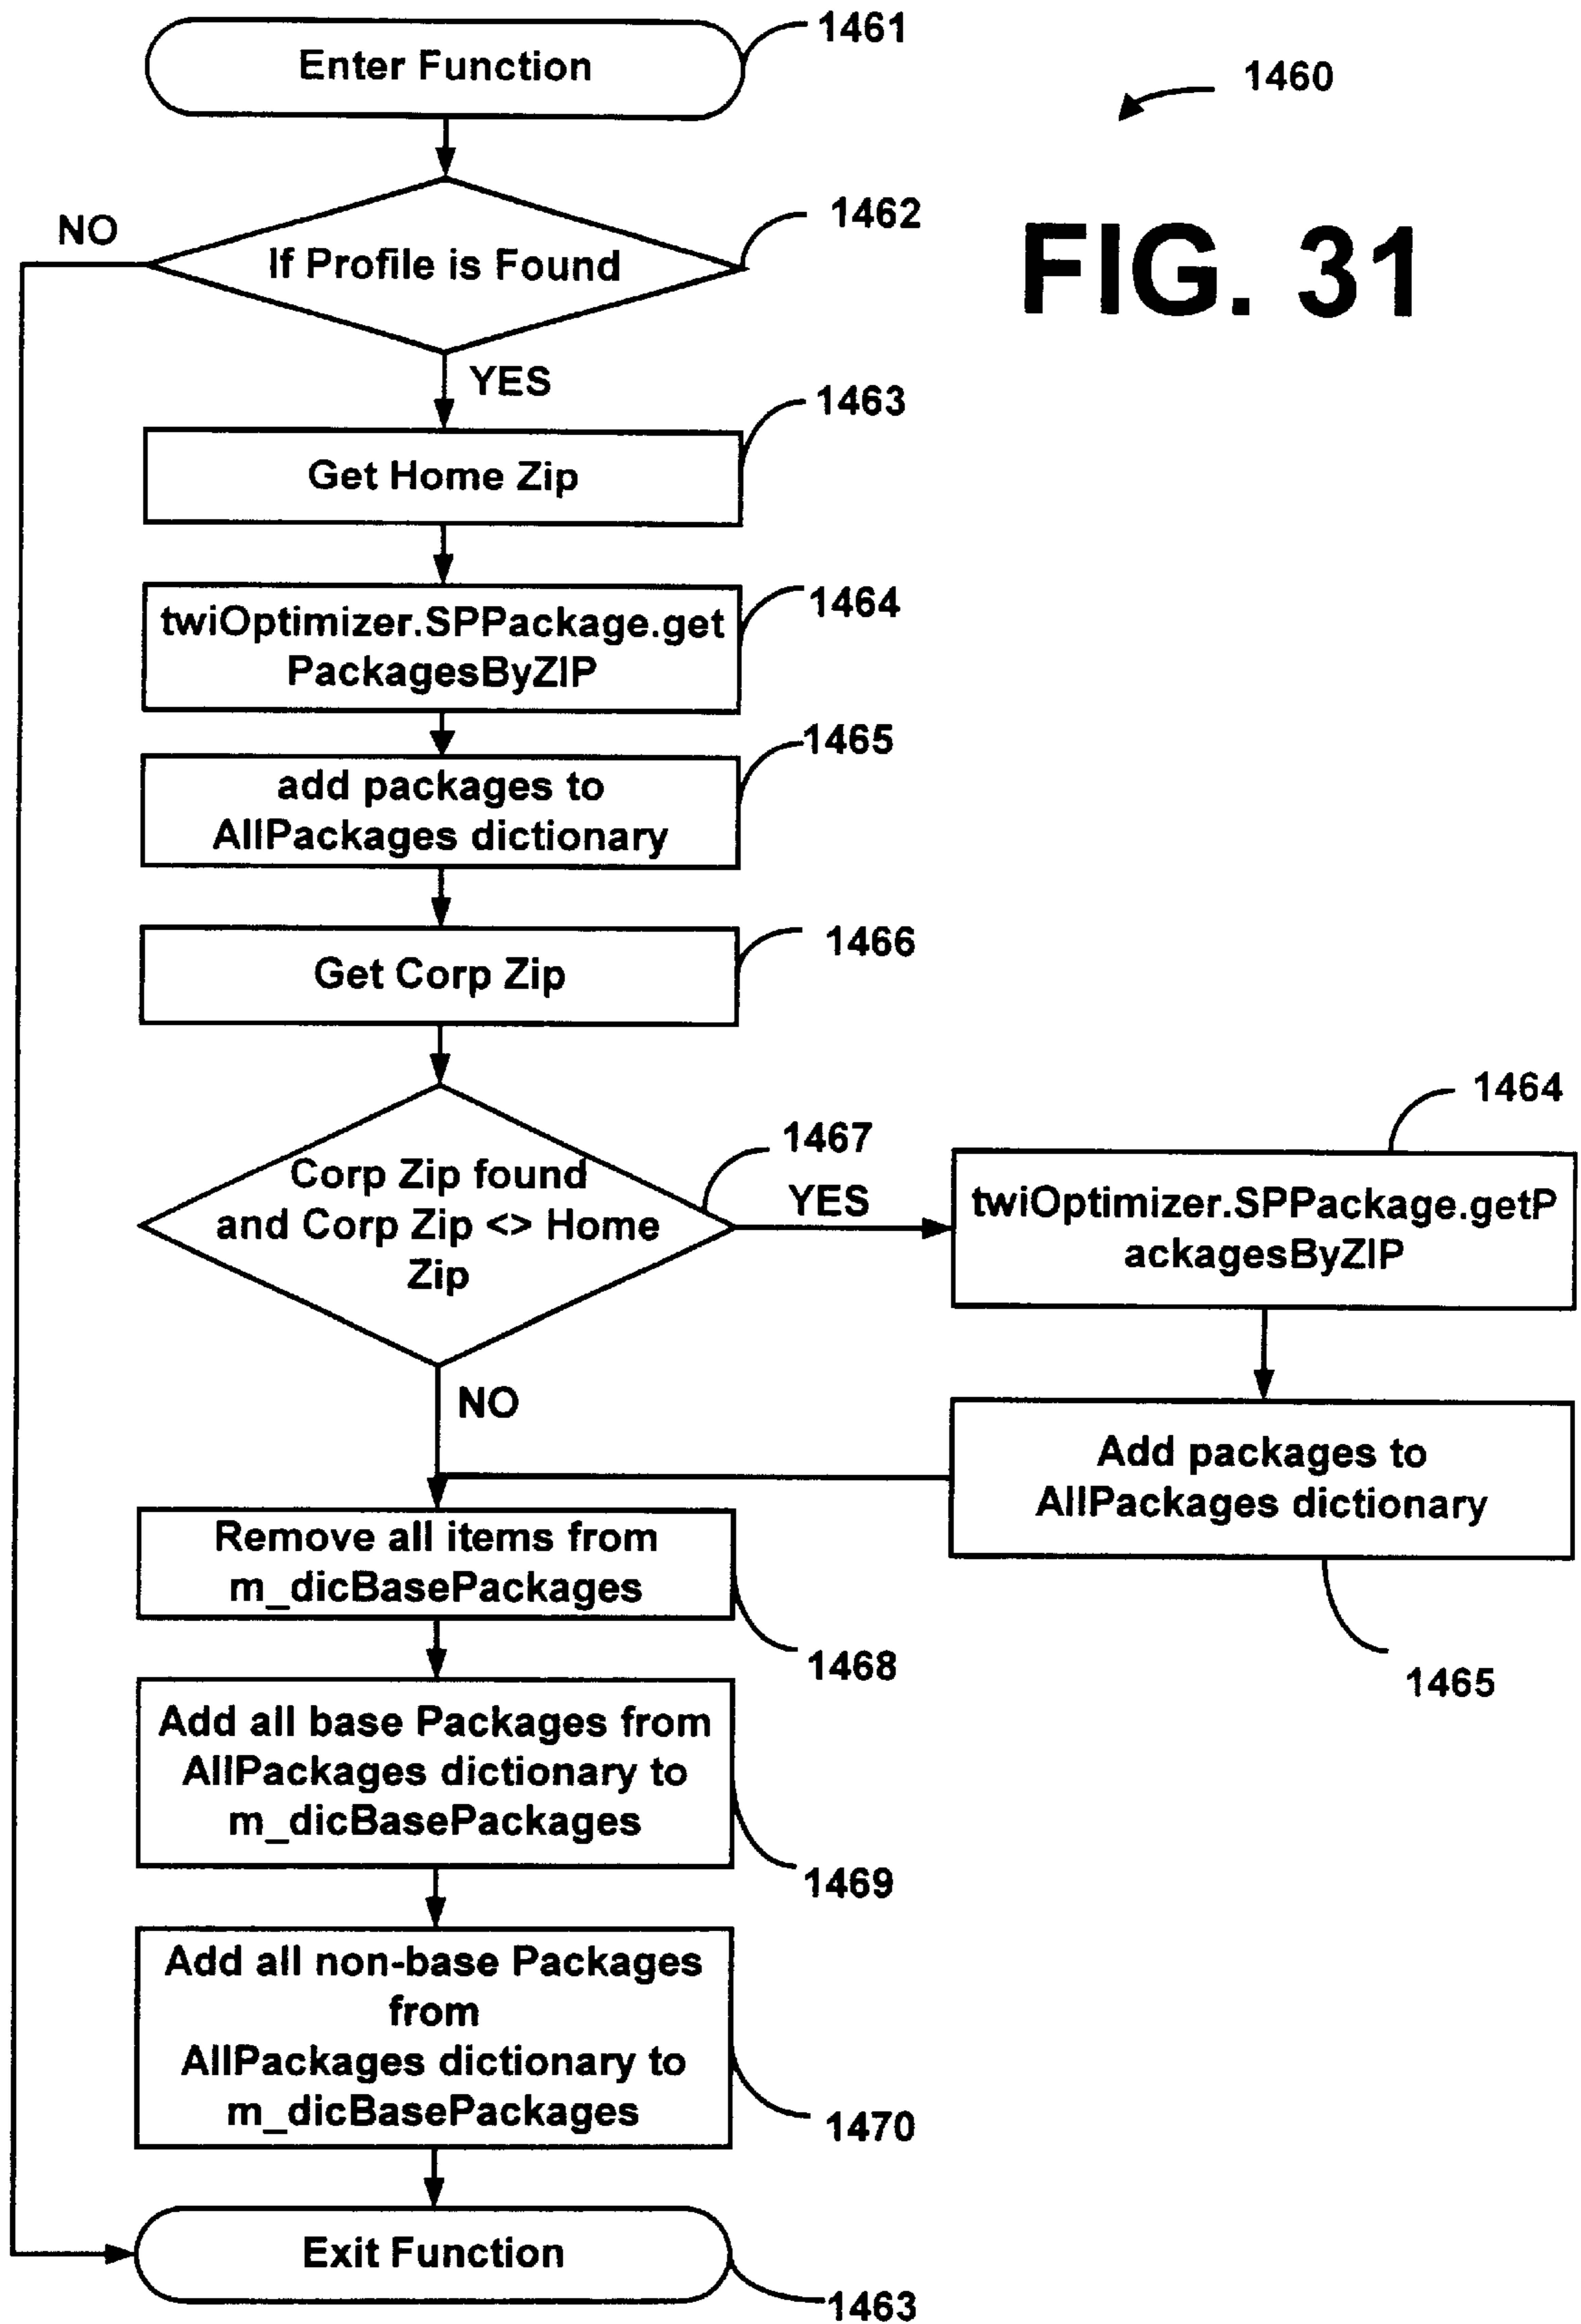 Enter Function
1461
1460
FIG. 31
NO
If Profile is Found
1462
YES
Get Home Zip
1463
twiOptimizer.SPPackage.get
PackagesByZIP
1464
add packages to
AllPackages dictionary
1465
Get Corp Zip
1466
Corp Zip found
and Corp Zip <> Home
Zip
1467
YES
twiOptimizer.SPPackage.getP
ackagesByZIP
1464
NO
Add packages to
AllPackages dictionary
1465
Remove all items from
m_dicBasePackages
1468
Add all base Packages from
AllPackages dictionary to
m_dicBasePackages
1469
Add all non-base Packages
from
AllPackages dictionary to
m_dicBasePackages
1470
Exit Function
1463